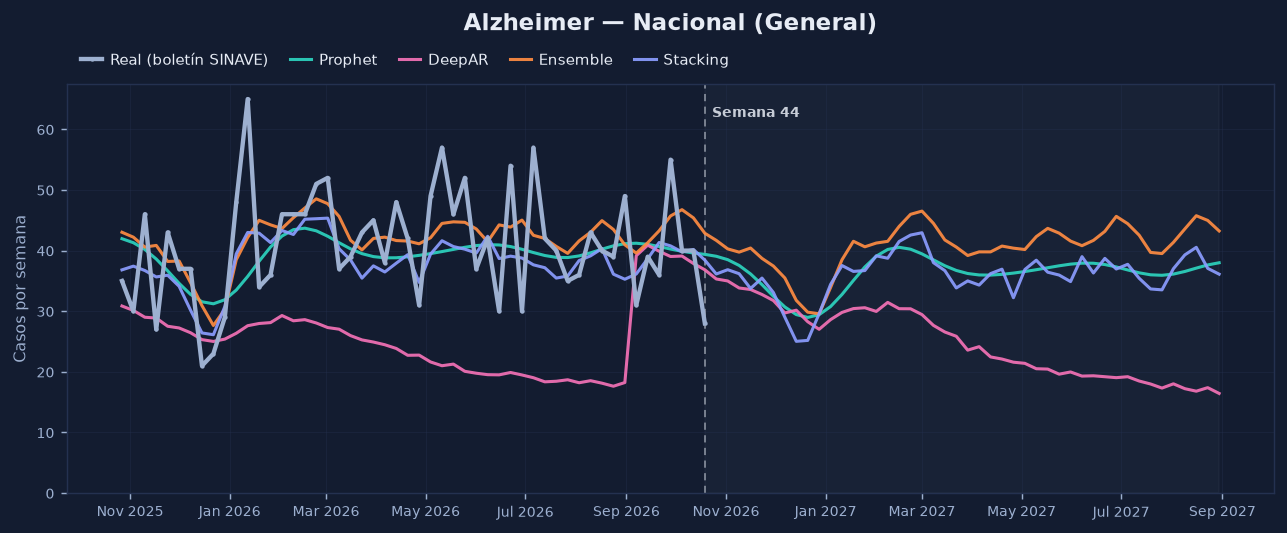 Alzheimer — Nacional (General)
Real (boletín SINAVE) Prophet DeepAR Ensemble Stacking
Semana 44
Casos por semana
60
50
40
30
20
10
0
Nov 2025 Jan 2026 Mar 2026 May 2026 Jul 2026 Sep 2026 Nov 2026 Jan 2027 Mar 2027 May 2027 Jul 2027 Sep 2027